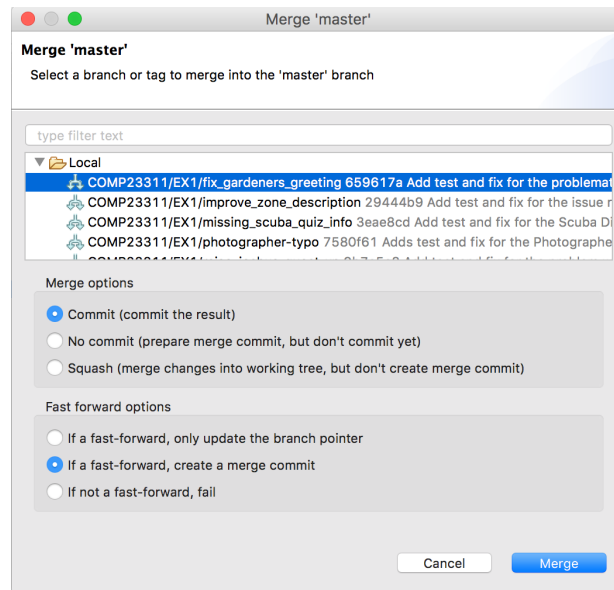 Merge 'master'
Merge 'master'
Select a branch or tag to merge into the 'master' branch
type filter text
Local
COMP23311/EX1/fix_gardeners_greeting 659617a Add test and fix for the problemat
COMP23311/EX1/improve_zone_description 29444b9 Add test and fix for the issue r
COMP23311/EX1/missing_scuba_quiz_info 3eae8cd Add test and fix for the Scuba Di
COMP23311/EX1/photographer-typo 7580f61 Adds test and fix for the Photographe
Merge options
Commit (commit the result)
No commit (prepare merge commit, but don't commit yet)
Squash (merge changes into working tree, but don't create merge commit)
Fast forward options
If a fast-forward, only update the branch pointer
If a fast-forward, create a merge commit
If not a fast-forward, fail
Cancel Merge